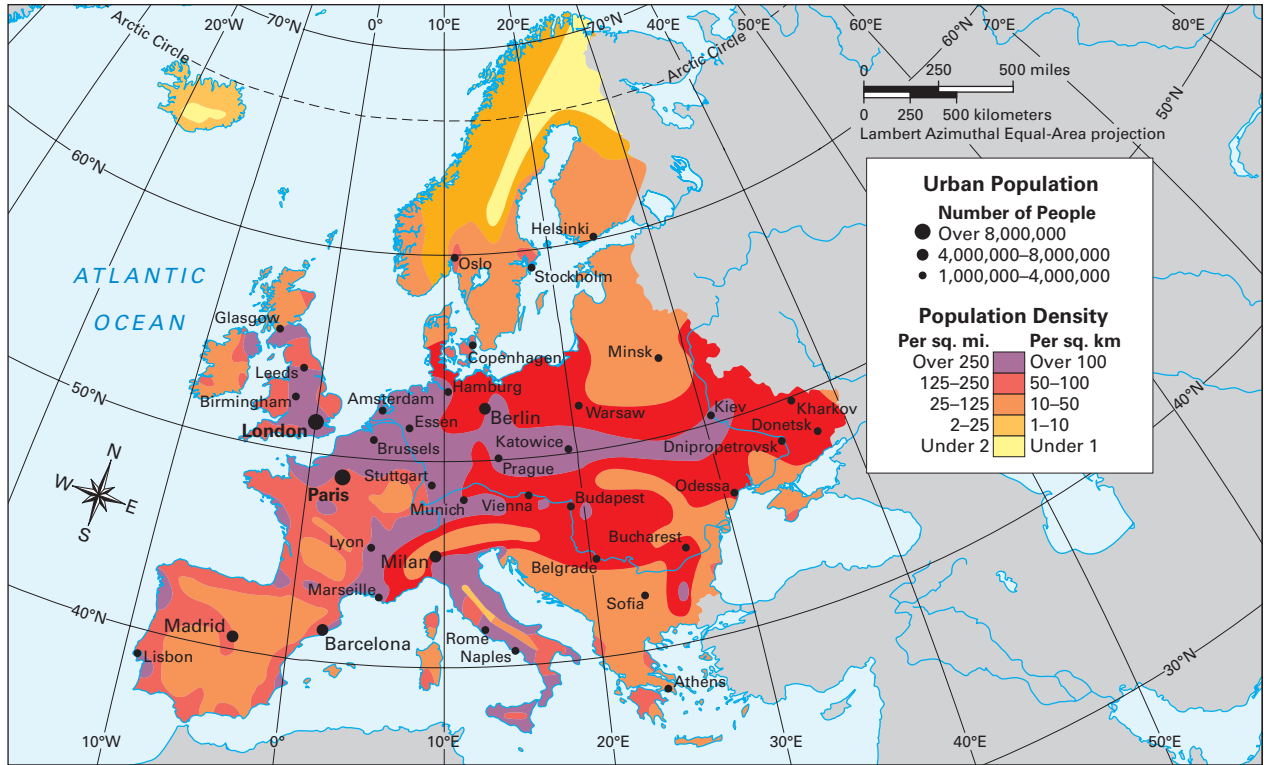 Arctic Circle
20°W
70°N
0°
10°E
20°E
70°N
40°E
50°E
60°E
60°N
70°E
80°E
Arctic Circle
0 250 500 miles
0 250 500 kilometers
Lambert Azimuthal Equal-Area projection
50°N
60°N
40°N
50°N
40°N
30°N
ATLANTIC
OCEAN
N
W
E
S
Urban Population
Number of People
Over 8,000,000
4,000,000–8,000,000
1,000,000–4,000,000
Population Density
Per sq. mi. Per sq. km
Over 250 Over 100
125–250 50–100
25–125 10–50
2–25 1–10
Under 2 Under 1
Helsinki
Oslo
Stockholm
Glasgow
Copenhagen
Minsk
Leeds
Hamburg
Birmingham
Amsterdam
Berlin
Warsaw
Kiev
Kharkov
London
Essen
Donetsk
Brussels
Katowice
Dnipropetrovsk
Prague
Paris
Stuttgart
Odessa
Munich
Vienna
Budapest
Lyon
Milan
Bucharest
Belgrade
Marseille
Sofia
Madrid
Barcelona
Rome
Naples
Lisbon
Athens
10°W
0°
10°E
20°E
30°E
40°E
50°E